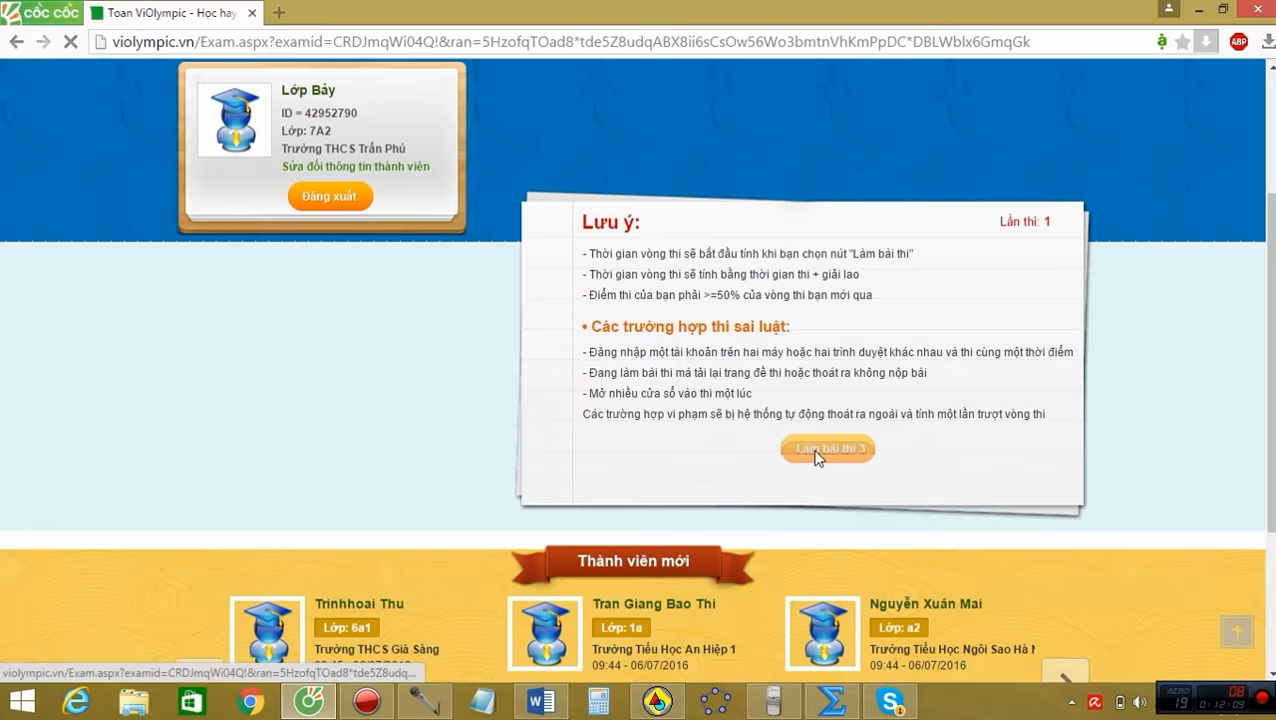 cốc cốc
Toan ViOlympic - Học hay
violympic.vn/Exam.aspx?examid=CRDJmqWi04Q!&ran=5HzofqTOad8*tde5Z8udqABX8ii6sCsOw56Wo3bmtnVhKmPpDC*DBLWblx6GmqGk
ABP
Lớp Bảy
ID = 42952790
Lớp: 7A2
Trường THCS Trần Phú
Sửa đổi thông tin thành viên
Đăng xuất
Lưu ý:
Lần thi: 1
- Thời gian vòng thi sẽ bắt đầu tính khi bạn chọn nút "Làm bài thi"
- Thời gian vòng thi sẽ tính bằng thời gian thi + giải lao
- Điểm thi của bạn phải >=50% của vòng thi bạn mới qua
• Các trường hợp thi sai luật:
- Đăng nhập một tài khoản trên hai máy hoặc hai trình duyệt khác nhau và thi cùng một thời điểm
- Đang làm bài thi mà tải lại trang đề thi hoặc thoát ra không nộp bài
- Mở nhiều cửa sổ vào thi một lúc
Các trường hợp vi phạm sẽ bị hệ thống tự động thoát ra ngoài và tính một lần trượt vòng thi
Làm bài thi 3
Thành viên mới
Trinhhoai Thu
Lớp: 6a1
Trường THCS Già Sàng
Tran Giang Bao Thi
Lớp: 1a
Trường Tiểu Học An Hiệp 1
09:44 - 06/07/2016
Nguyễn Xuân Mai
Lớp: a2
Trường Tiểu Học Ngôi Sao Hà
09:44 - 06/07/2016
violympic.vn/Exam.aspx?examid=CRDJmqWi04Q!&ran=5HzofqTOad8*tde5Z8udq...
AERO
19
08
0:12:09